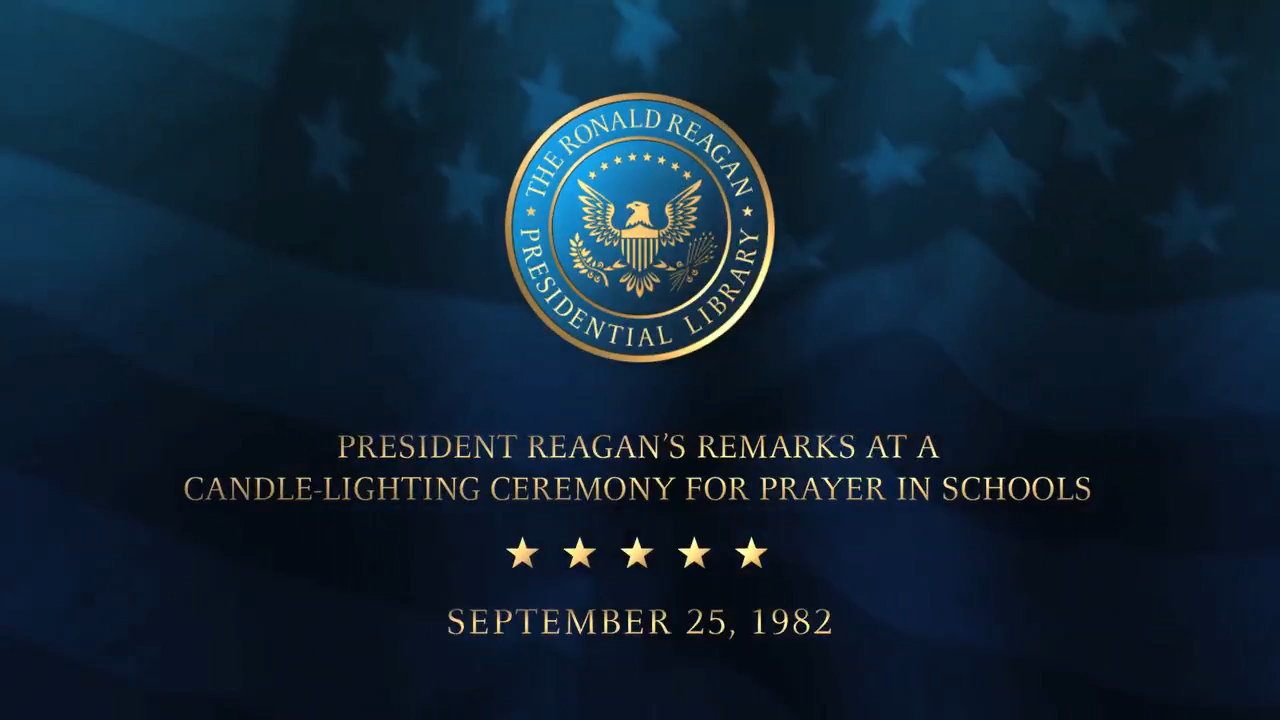 THE RONALD REAGAN
PRESIDENTIAL LIBRARY
PRESIDENT REAGAN’S REMARKS AT A
CANDLE-LIGHTING CEREMONY FOR PRAYER IN SCHOOLS
SEPTEMBER 25, 1982